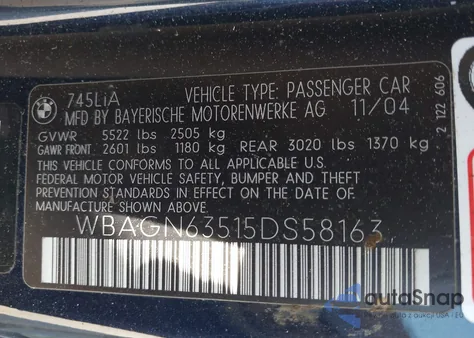 BMW
745LiA VEHICLE TYPE: PASSENGER CAR
MFD BY BAYERISCHE MOTORENWERKE AG 11/04
GVWR 5522 lbs 2505 kg
GAWR FRONT 2601 lbs 1180 kg REAR 3020 lbs 1370 kg
THIS VEHICLE CONFORMS TO ALL APPLICABLE
FEDERAL MOTOR VEHICLE SAFETY, BUMPER AND THEFT
PREVENTION STANDARDS IN EFFECT ON THE DATE OF
MANUFACTURE SHOWN ABOVE.
WBAGN63515DS58163
2 122 606
autoSnap